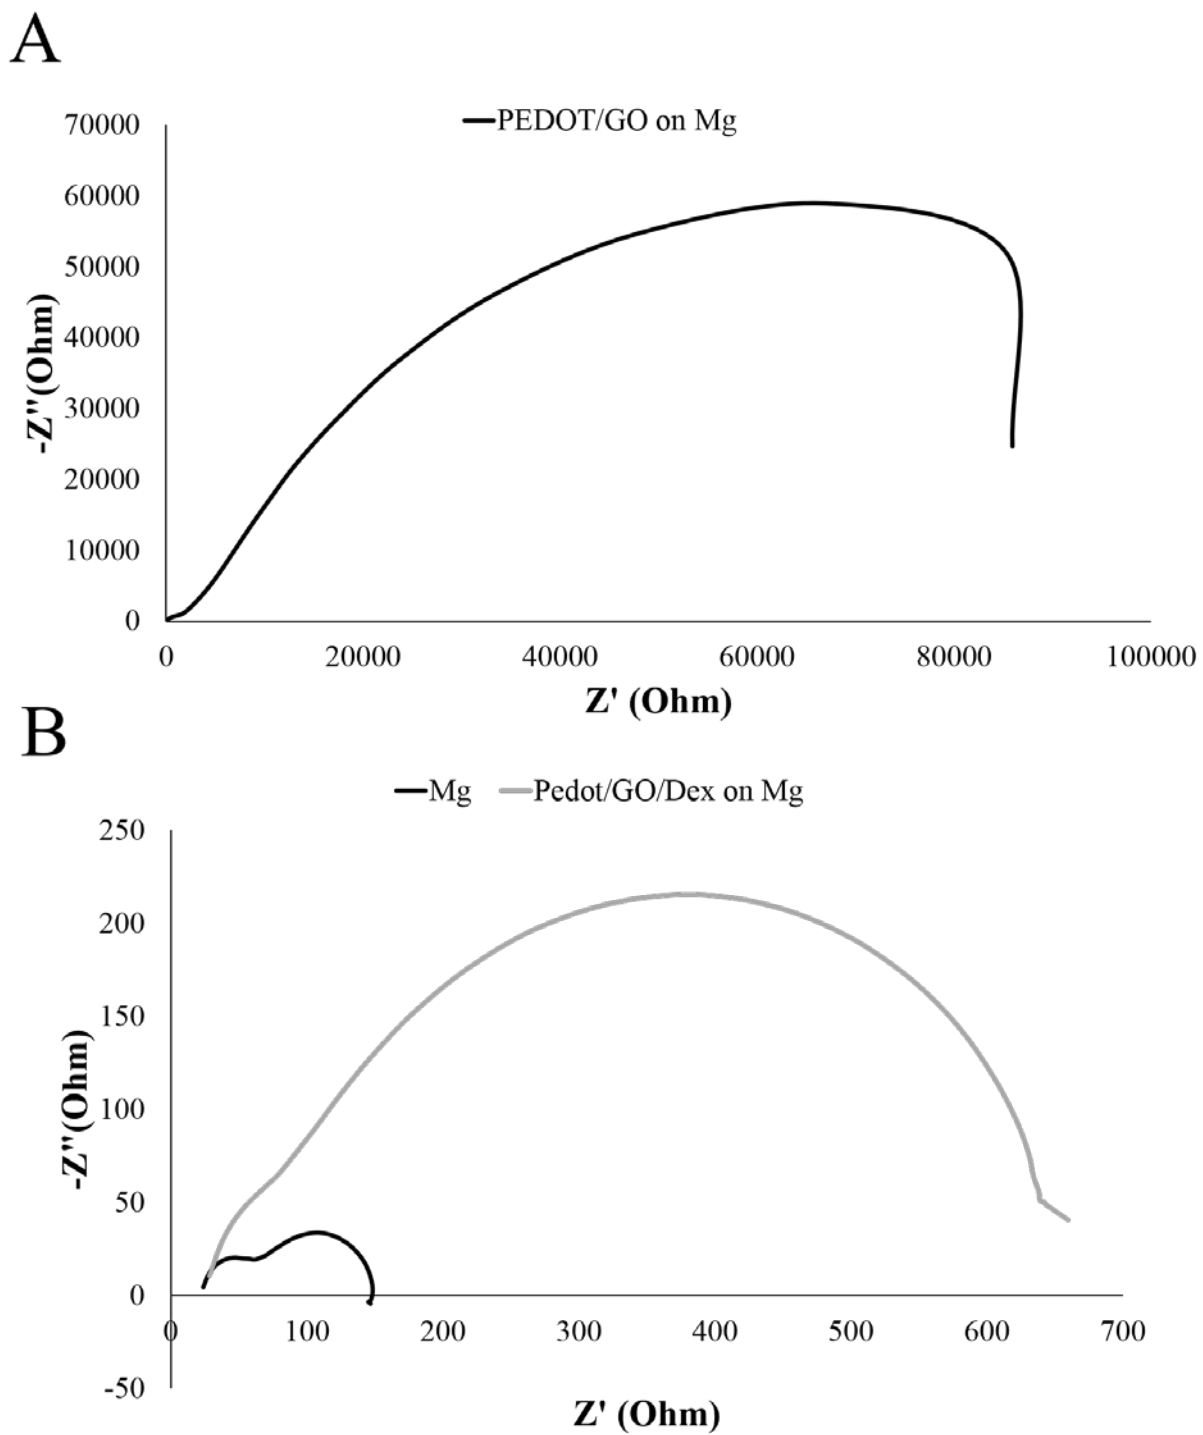 A
PEDOT/GO on Mg
70000
60000
50000
40000
30000
20000
10000
0
-Z"(Ohm)
0 20000 40000 60000 80000 100000
Z' (Ohm)
B
Mg Pedot/GO/Dex on Mg
250
200
150
100
50
0
-50
-Z"(Ohm)
0 100 200 300 400 500 600 700
Z' (Ohm)